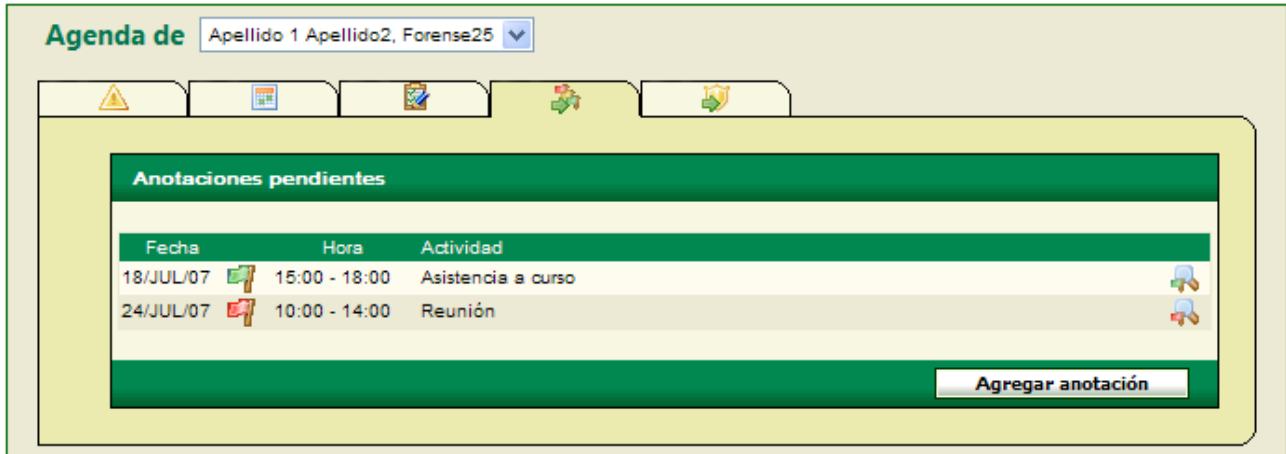 Agenda de Apellido 1 Apellido2, Forense25
Anotaciones pendientes
Fecha Hora Actividad
18/JUL/07 15:00 - 18:00 Asistencia a curso
24/JUL/07 10:00 - 14:00 Reunión
Agregar anotación